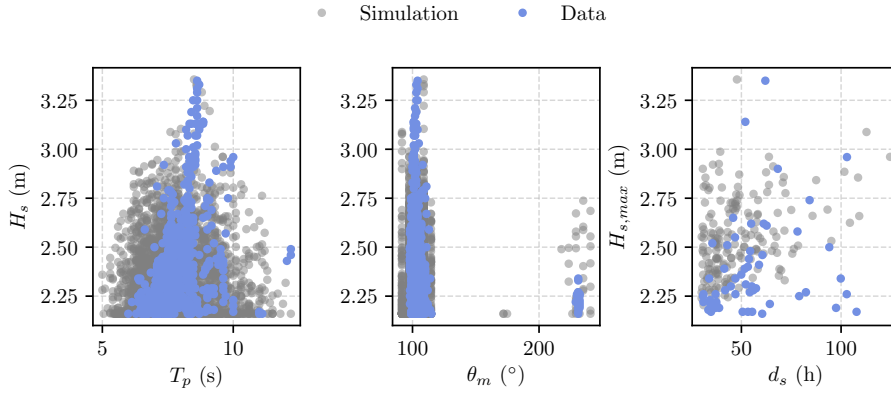 Simulation Data
3.25 3.25 3.25
3.00 3.00 3.00
2.75 2.75 2.75
2.50 2.50 2.50
2.25 2.25 2.25
H_s (m) H_{s,max} (m)
5 10 100 200 50 100
T_p (s) θ_m (°) d_s (h)